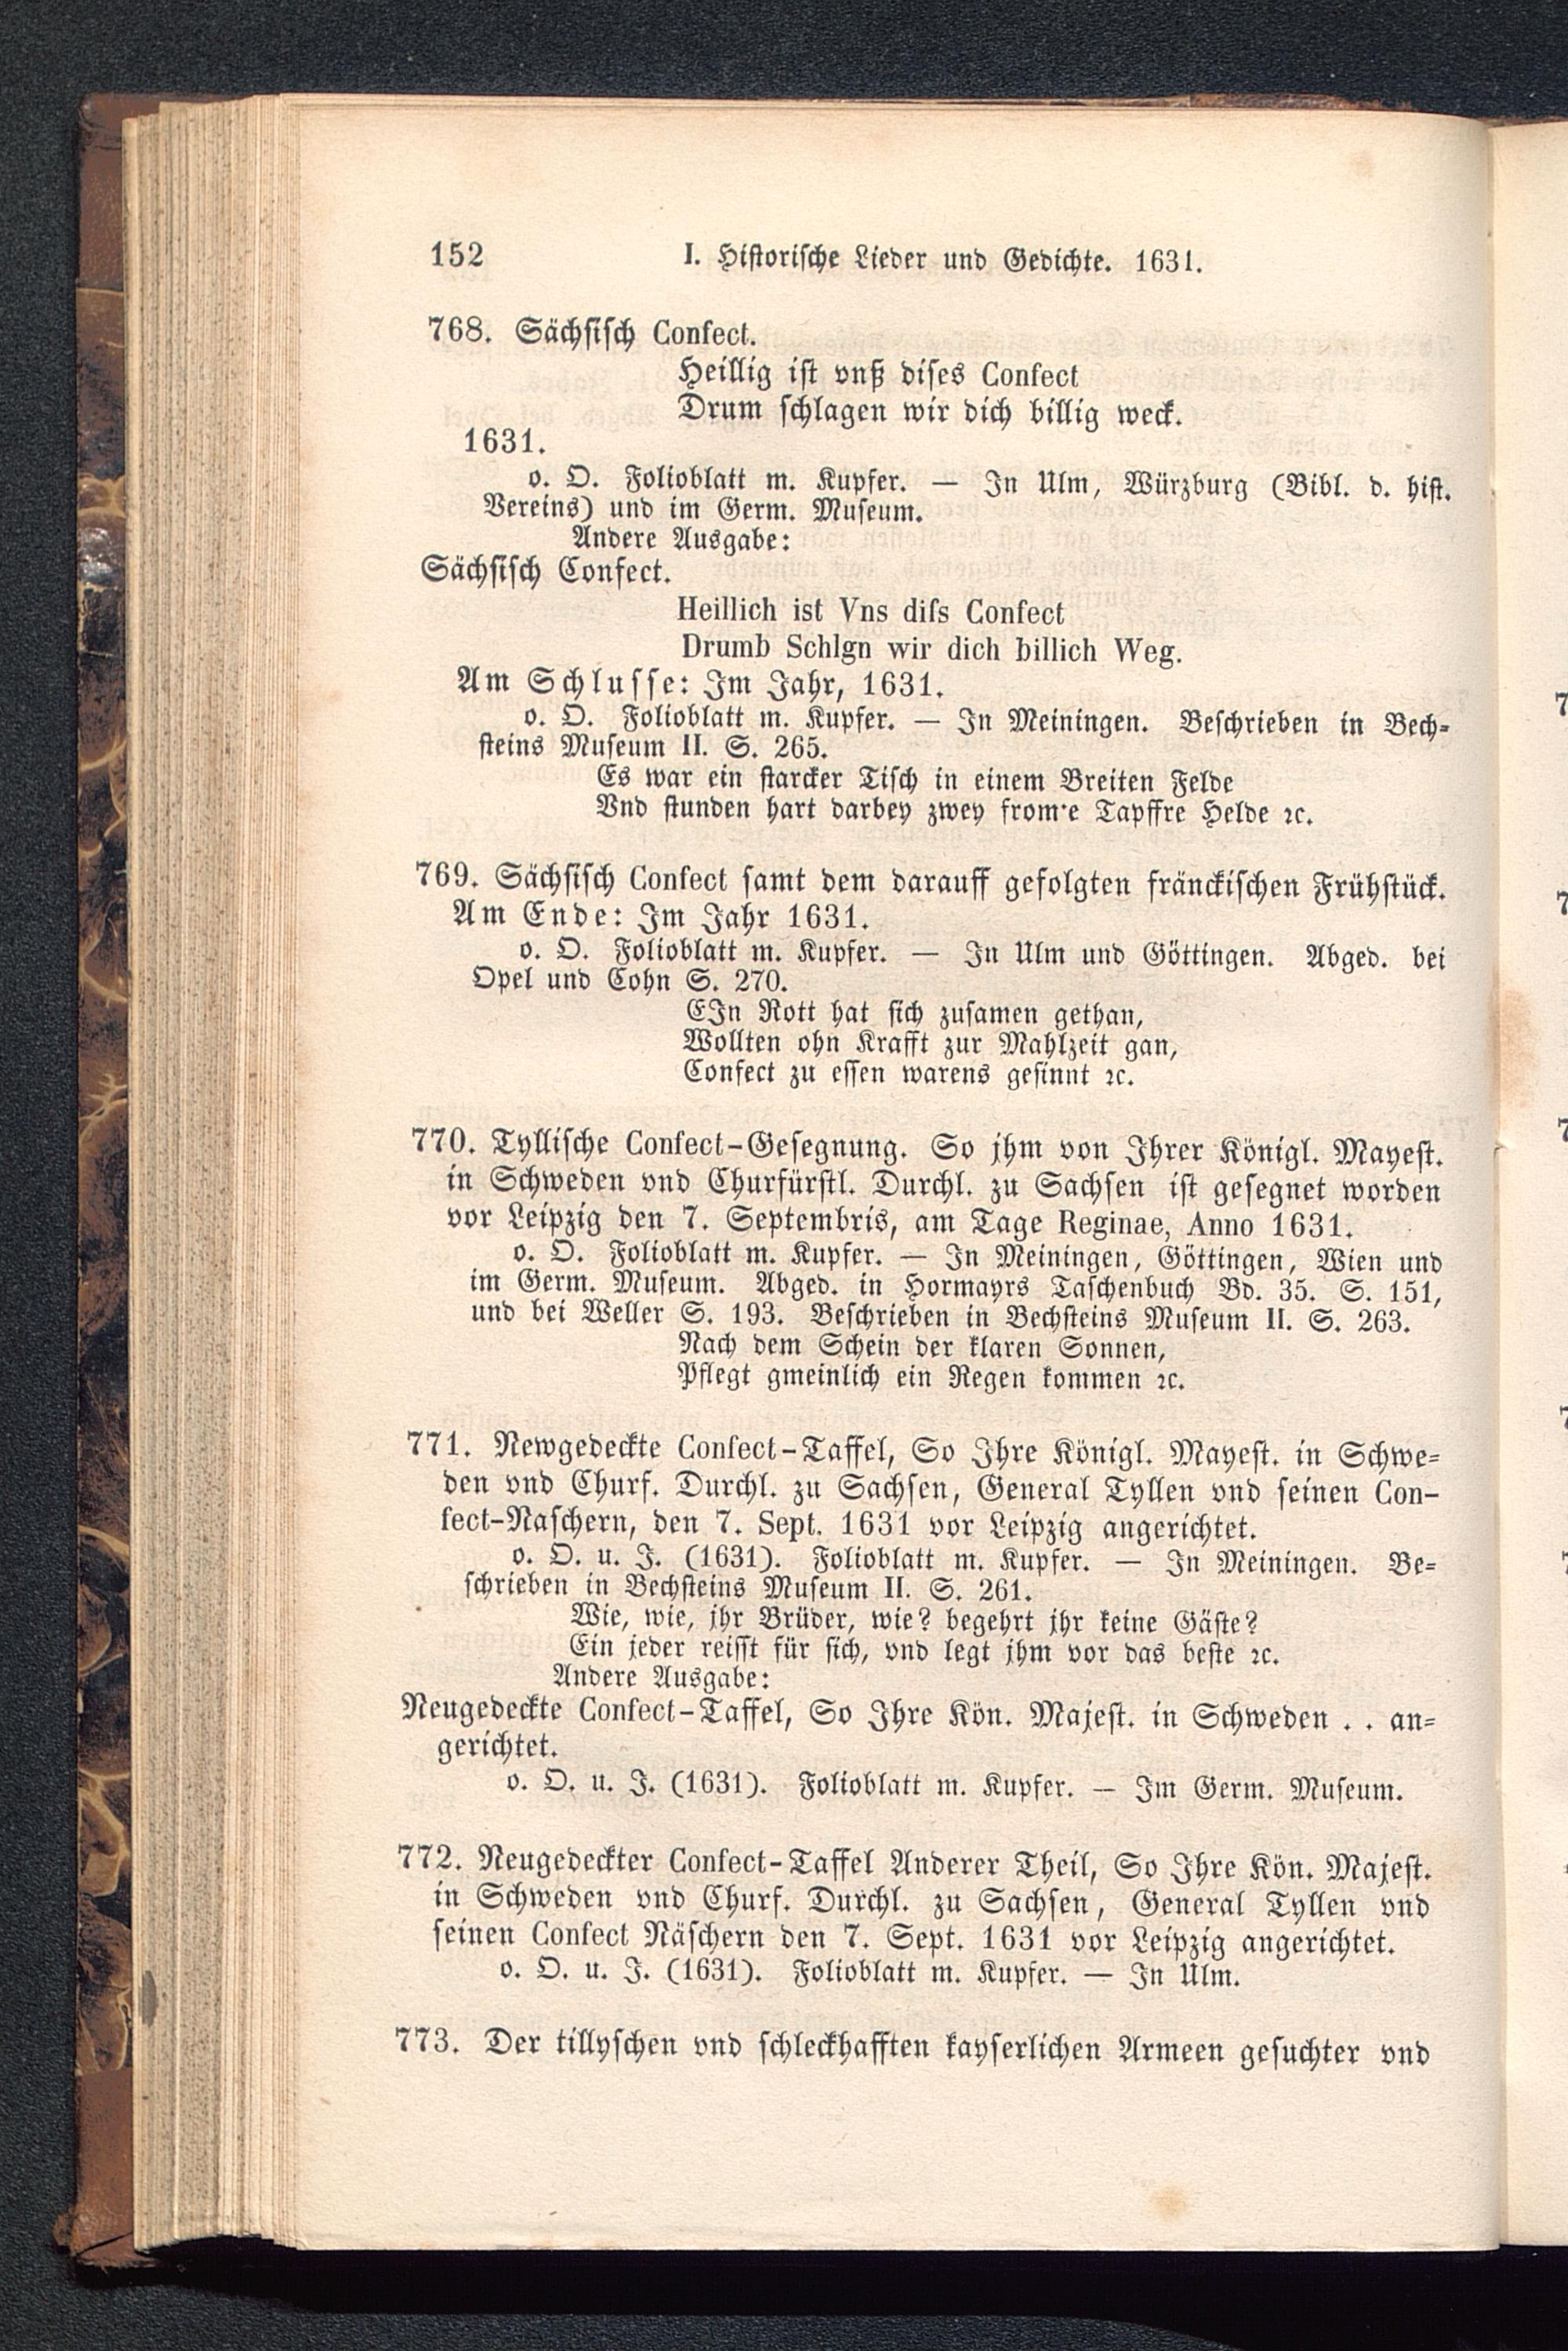 152 I. Historische Lieder und Gedichte. 1631.
768. Sächsisch Confect.
Heillig ist vnß dises Confect
Drum schlagen wir dich billig weck.
1631.
o. O. Folioblatt m. Kupfer. — In Ulm, Würzburg (Bibl. d. hist.
Vereins) und im Germ. Museum.
Andere Ausgabe:
Sächsisch Confect.
Heillich ist Vns diſs Confect
Drumb Schlgn wir dich billich Weg.
Am Schlusse: Im Jahr, 1631.
o. O. Folioblatt m. Kupfer. — In Meiningen. Beschrieben in Bech-
steins Museum II. S. 265.
Es war ein starcker Tisch in einem Breiten Felde
Vnd stunden hart darbey zwey from·e Tapffre Helde ꝛc.
769. Sächsisch Confect samt dem darauff gefolgten fränckischen Frühstück.
Am Ende: Im Jahr 1631.
o. O. Folioblatt m. Kupfer. — In Ulm und Göttingen. Abged. bei
Opel und Cohn S. 270.
EIn Rott hat sich zusamen gethan,
Wollten ohn Krafft zur Mahlzeit gan,
Confect zu essen warens gesinnt ꝛc.
770. Tyllische Confect-Gesegnung. So jhm von Ihrer Königl. Mayest.
in Schweden vnd Churfürstl. Durchl. zu Sachsen ist gesegnet worden
vor Leipzig den 7. Septembris, am Tage Reginae, Anno 1631.
o. O. Folioblatt m. Kupfer. — In Meiningen, Göttingen, Wien und
im Germ. Museum. Abged. in Hormayrs Taschenbuch Bd. 35. S. 151,
und bei Weller S. 193. Beschrieben in Bechsteins Museum II. S. 263.
Nach dem Schein der klaren Sonnen,
Pflegt gmeinlich ein Regen kommen ꝛc.
771. Newgedeckte Confect-Taffel, So Ihre Königl. Mayest. in Schwe-
den vnd Churf. Durchl. zu Sachsen, General Tyllen vnd seinen Con-
fect-Naschern, den 7. Sept. 1631 vor Leipzig angerichtet.
o. O. u. J. (1631). Folioblatt m. Kupfer. — In Meiningen. Be-
schrieben in Bechsteins Museum II. S. 261.
Wie, wie, jhr Brüder, wie? begehrt jhr keine Gäste?
Ein jeder reisst für sich, vnd legt jhm vor das beste ꝛc.
Andere Ausgabe:
Neugedeckte Confect-Taffel, So Ihre Kön. Majest. in Schweden . . an-
gerichtet.
o. O. u. J. (1631). Folioblatt m. Kupfer. — Im Germ. Museum.
772. Neugedeckter Confect-Taffel Anderer Theil, So Ihre Kön. Majest.
in Schweden vnd Churf. Durchl. zu Sachsen, General Tyllen vnd
seinen Confect Näschern den 7. Sept. 1631 vor Leipzig angerichtet.
o. O. u. J. (1631). Folioblatt m. Kupfer. — In Ulm.
773. Der tillyschen vnd schleckhafften kayserlichen Armeen gesuchter vnd